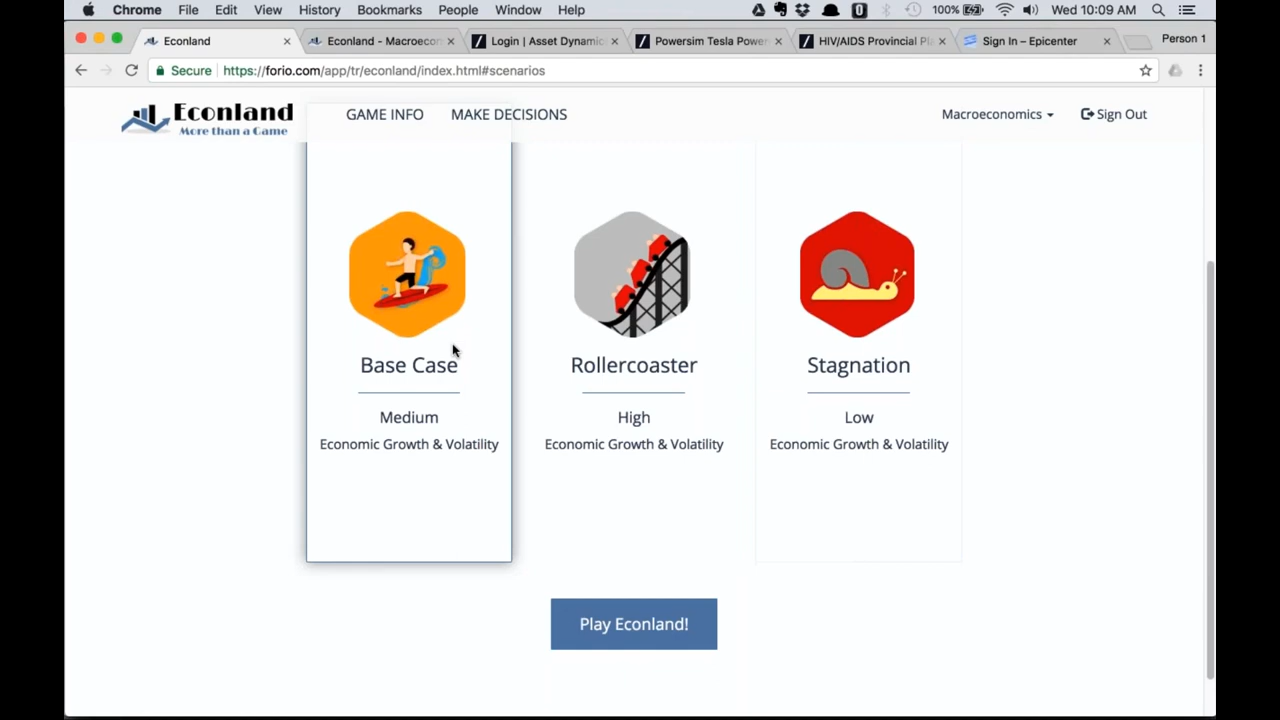 Chrome File Edit View History Bookmarks People Window Help 100% Wed 10:09 AM
Econland Econland - Macroecon Login | Asset Dynamic Powersim Tesla Power HIV/AIDS Provincial Pl Sign In – Epicenter Person 1
Secure https://forio.com/app/tr/econland/index.html#scenarios
Econland
More than a Game
GAME INFO MAKE DECISIONS Macroeconomics Sign Out
Base Case Rollercoaster Stagnation
Medium High Low
Economic Growth & Volatility Economic Growth & Volatility Economic Growth & Volatility
Play Econland!